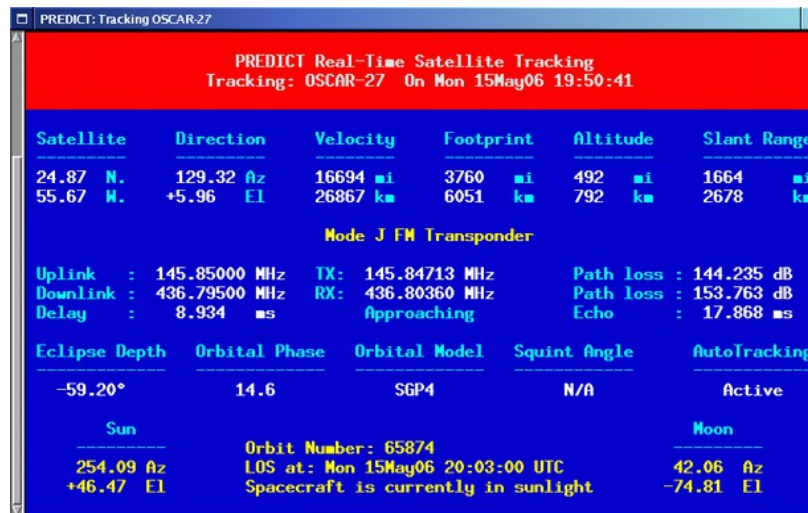 PREDICT: Tracking OSCAR-27
PREDICT Real-Time Satellite Tracking
Tracking: OSCAR-27 On Mon 15May06 19:50:41
Satellite Direction Velocity Footprint Altitude Slant Range
--------- --------- -------- --------- -------- -----------
24.87 N. 129.32 Az 16694 mi 3760 mi 492 mi 1664 mi
55.67 W. +5.96 El 26867 km 6051 km 792 km 2678 km
Mode J FM Transponder
Uplink : 145.85000 MHz TX: 145.84713 MHz Path loss : 144.235 dB
Downlink : 436.79500 MHz RX: 436.80360 MHz Path loss : 153.763 dB
Delay : 8.934 ms Approaching Echo : 17.868 ms
Eclipse Depth Orbital Phase Orbital Model Squint Angle AutoTracking
------------- ------------- ------------- ------------ ------------
-59.20° 14.6 SGP4 N/A Active
Sun Moon
--------- ---------
Orbit Number: 65874
254.09 Az LOS at: Mon 15May06 20:03:00 UTC 42.06 Az
+46.47 El Spacecraft is currently in sunlight -74.81 El